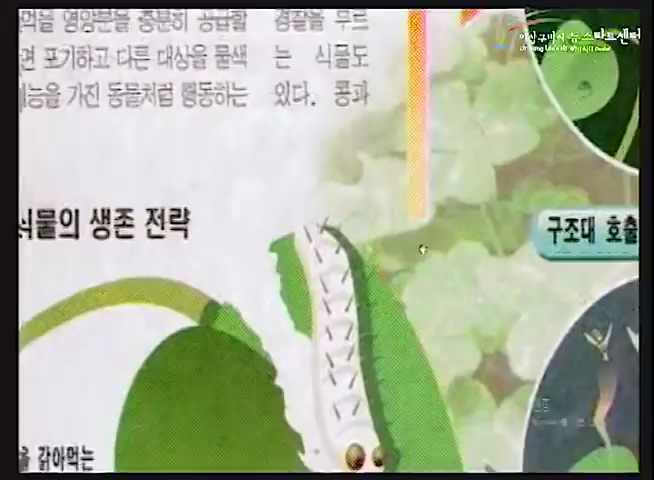 먹을 영양분을 충분히 공급할
면 포기하고 다른 대상을 물색
능을 가진 동물처럼 행동하는
경찰을 부르
는 식물도
있다. 콩과
식물의 생존 전략
구조대 호출
을 갉아먹는